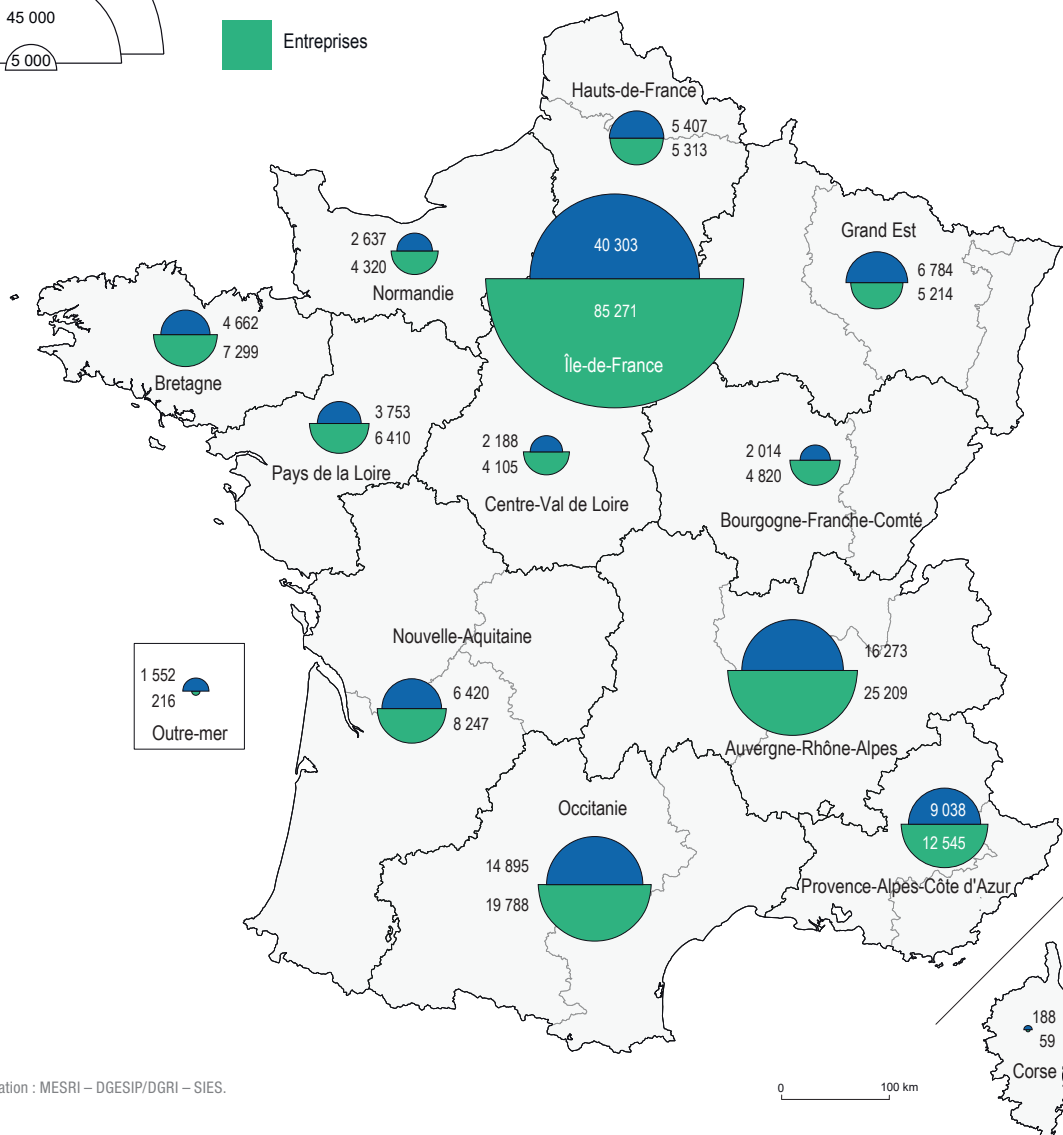 45 000
5 000
Entreprises
Hauts-de-France
5 407
5 313
40 303
85 271
Île-de-France
Grand Est
6 784
5 214
2 637
4 320
Normandie
4 662
7 299
Bretagne
3 753
6 410
Pays de la Loire
2 188
4 105
Centre-Val de Loire
2 014
4 820
Bourgogne-Franche-Comté
Nouvelle-Aquitaine
6 420
8 247
16 273
25 209
Auvergne-Rhône-Alpes
1 552
216
Outre-mer
Occitanie
14 895
19 788
9 038
12 545
Provence-Alpes-Côte d'Azur
188
59
Corse
ation : MESRI – DGESIP/DGRI – SIES.
0 100 km